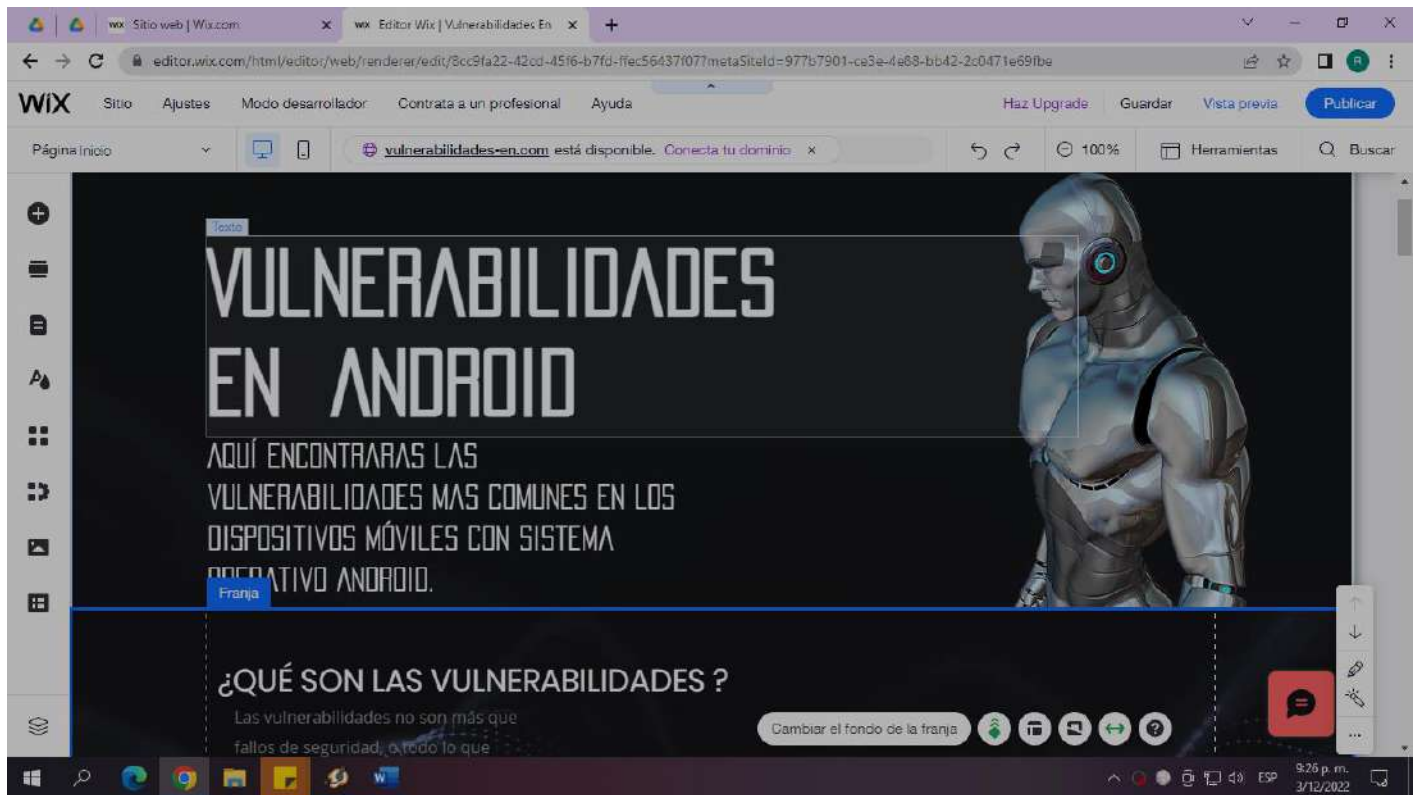 Sitio web | Wix.com
Editor Wix | Vulnerabilidades En
editor.wix.com/html/editor/web/renderer/edit/8cc9fa22-42cd-45f6-b7fd-ffec56437f07?metaSiteId=977b7901-ce3e-4e88-bb42-2c0471e69fbe
WiX Sitio Ajustes Modo desarrollador Contrata a un profesional Ayuda Haz Upgrade Guardar Vista previa Publicar
Página Inicio vulnerabilidades-en.com está disponible. Conecta tu dominio 100% Herramientas Buscar
Texto
VULNERABILIDADES
EN ANDROID
AQUÍ ENCONTRARAS LAS
VULNERABILIDADES MAS COMUNES EN LOS
DISPOSITIVOS MÓVILES CON SISTEMA
OPERATIVO ANDROID.
Franja
¿QUÉ SON LAS VULNERABILIDADES ?
Las vulnerabilidades no son más que
fallos de seguridad, o todo lo que
Cambiar el fondo de la franja
ESP
9:26 p. m.
3/12/2022